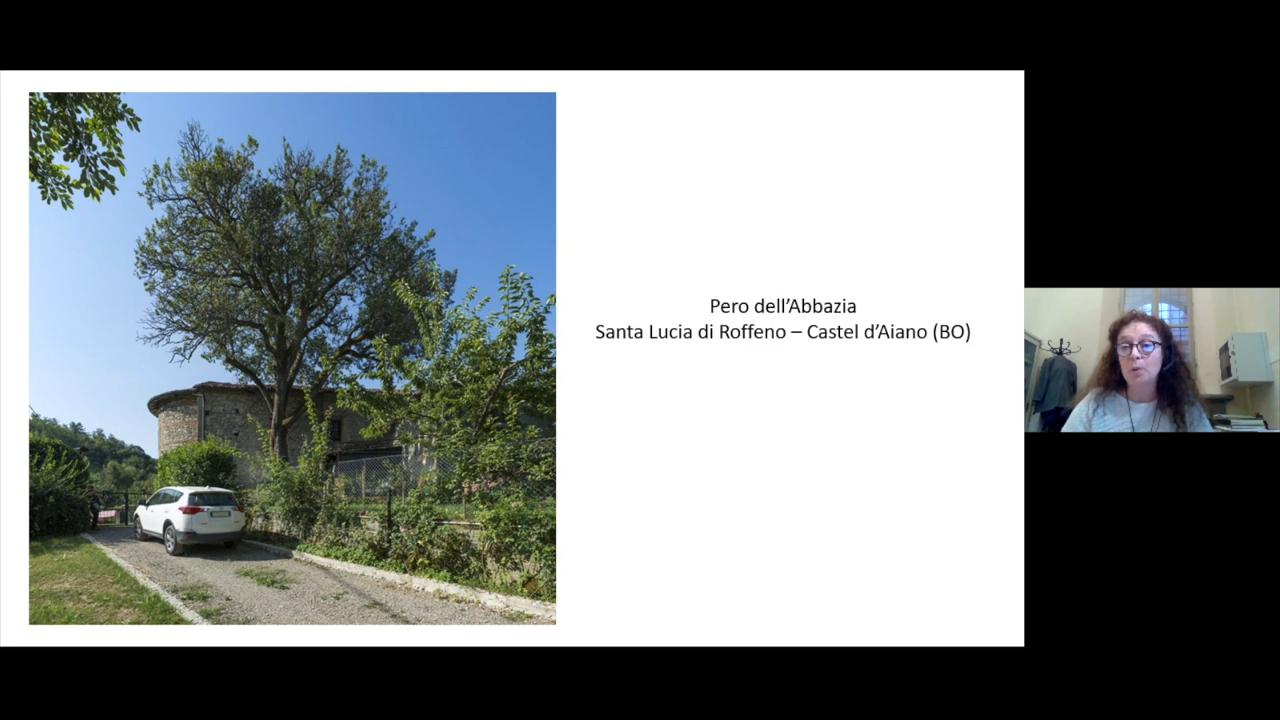 Pero dell’Abbazia
Santa Lucia di Roffeno – Castel d’Aiano (BO)